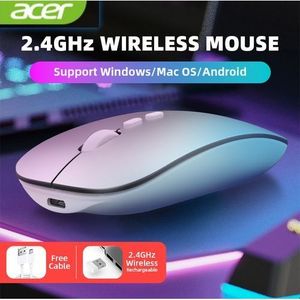 acer
2.4GHz WIRELESS MOUSE
Support Windows/Mac OS/Android
Free
Cable
2.4GHz
Wireless
Rechargeable